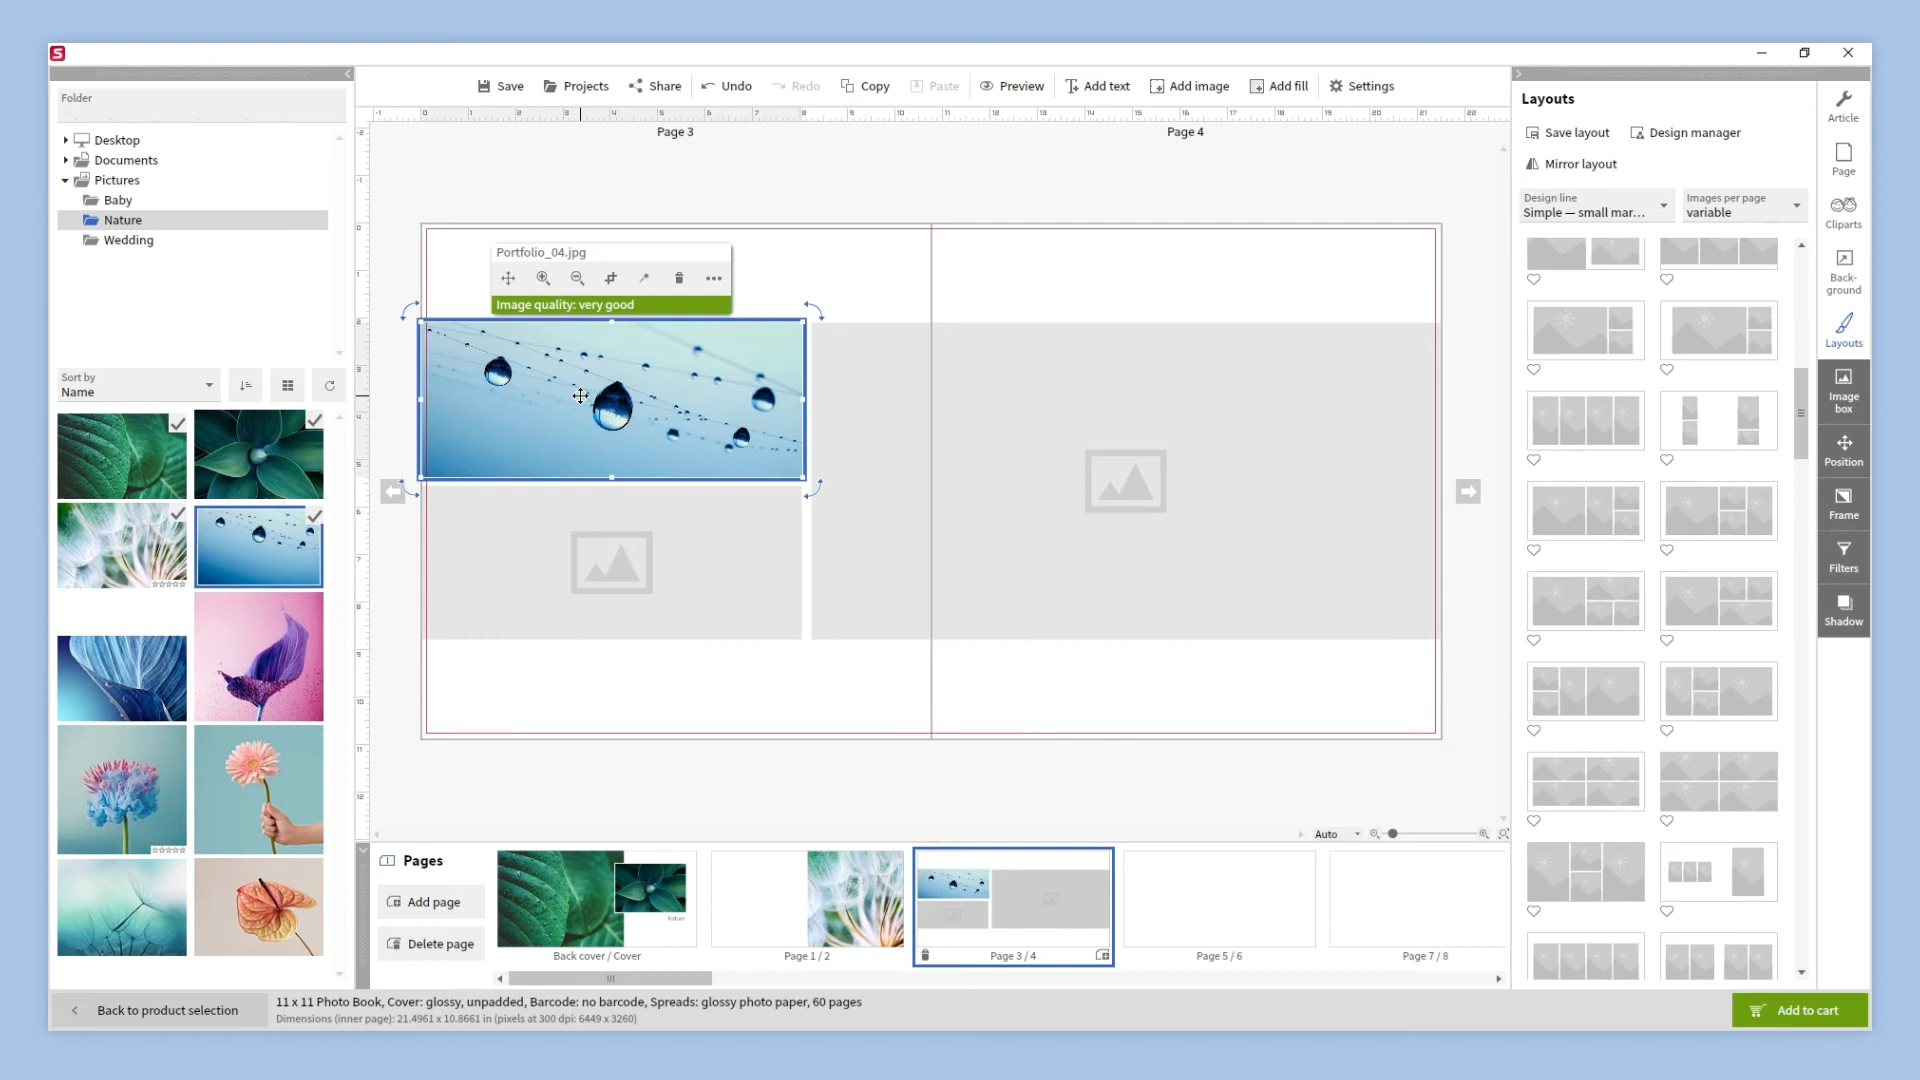 S
Folder
Desktop
Documents
Pictures
Baby
Nature
Wedding
Sort by
Name
Save
Projects
Share
Undo
Redo
Copy
Paste
Preview
Add text
Add image
Add fill
Settings
Page 3
Page 4
Portfolio_04.jpg
Image quality: very good
Auto
Pages
Add page
Delete page
Back cover / Cover
Page 1 / 2
Page 3 / 4
Page 5 / 6
Page 7 / 8
Layouts
Save layout
Design manager
Mirror layout
Design line
Simple — small mar...
Images per page
variable
Article
Page
Cliparts
Back-
ground
Layouts
Image
box
Position
Frame
Filters
Shadow
Back to product selection
11 x 11 Photo Book, Cover: glossy, unpadded, Barcode: no barcode, Spreads: glossy photo paper, 60 pages
Dimensions (inner page): 21.4961 x 10.8661 in (pixels at 300 dpi: 6449 x 3260)
Add to cart